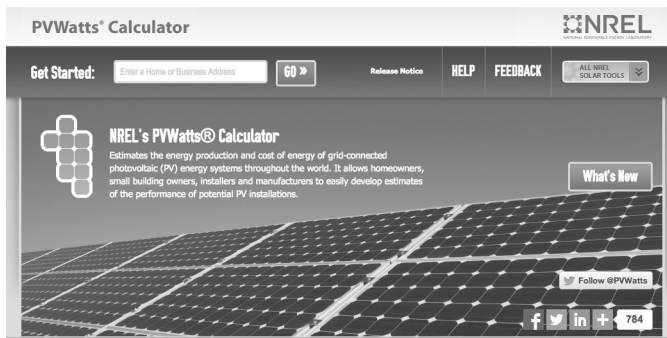 PVWatts® Calculator
NREL
NATIONAL RENEWABLE ENERGY LABORATORY
Get Started:
Enter a Home or Business Address
GO »
Release Notice
HELP
FEEDBACK
ALL NREL
SOLAR TOOLS
NREL's PVWatts® Calculator
Estimates the energy production and cost of energy of grid-connected
photovoltaic (PV) energy systems throughout the world. It allows homeowners,
small building owners, installers and manufacturers to easily develop estimates
of the performance of potential PV installations.
What's New
Follow @PVWatts
f in + 784